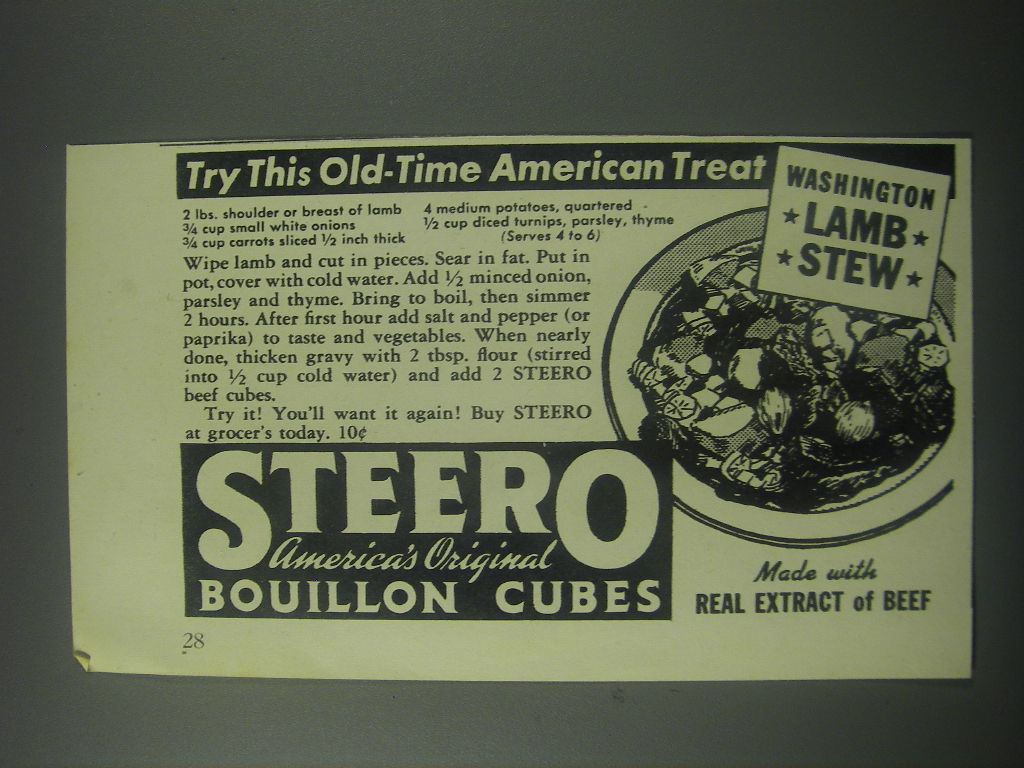 Try This Old-Time American Treat
WASHINGTON
★ LAMB ★
★ STEW ★
2 lbs. shoulder or breast of lamb
¾ cup small white onions
¾ cup carrots sliced ½ inch thick
4 medium potatoes, quartered
½ cup diced turnips, parsley, thyme
(Serves 4 to 6)
Wipe lamb and cut in pieces. Sear in fat. Put in
pot, cover with cold water. Add ½ minced onion,
parsley and thyme. Bring to boil, then simmer
2 hours. After first hour add salt and pepper (or
paprika) to taste and vegetables. When nearly
done, thicken gravy with 2 tbsp. flour (stirred
into ½ cup cold water) and add 2 STEERO
beef cubes.
Try it! You'll want it again! Buy STEERO
at grocer's today. 10¢
STEERO
America's Original
BOUILLON CUBES
Made with
REAL EXTRACT of BEEF
28